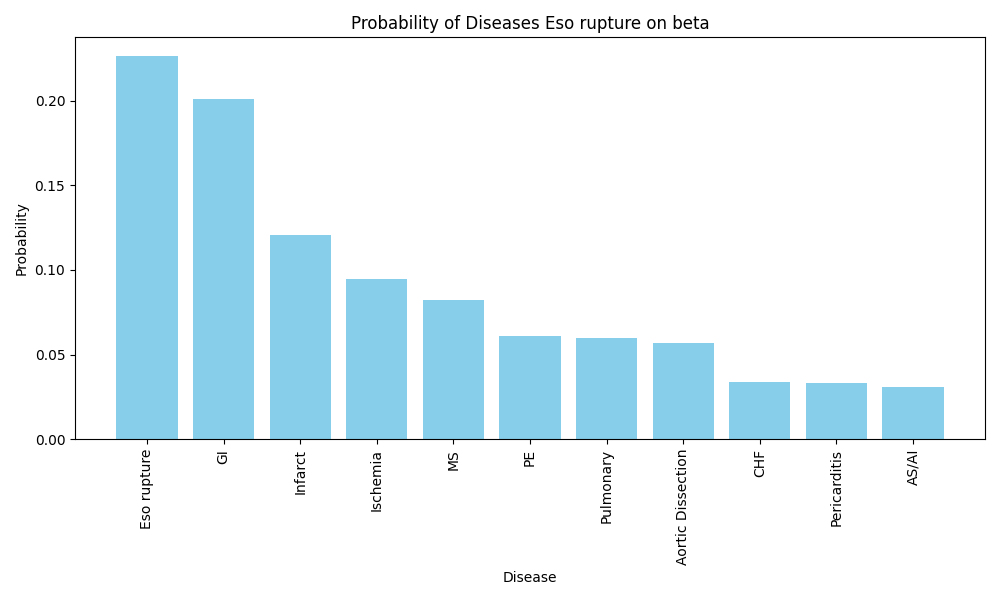 Probability of Diseases Eso rupture on beta
Probability
0.20
0.15
0.10
0.05
0.00
Eso rupture
GI
Infarct
Ischemia
MS
PE
Pulmonary
Aortic Dissection
CHF
Pericarditis
AS/AI
Disease